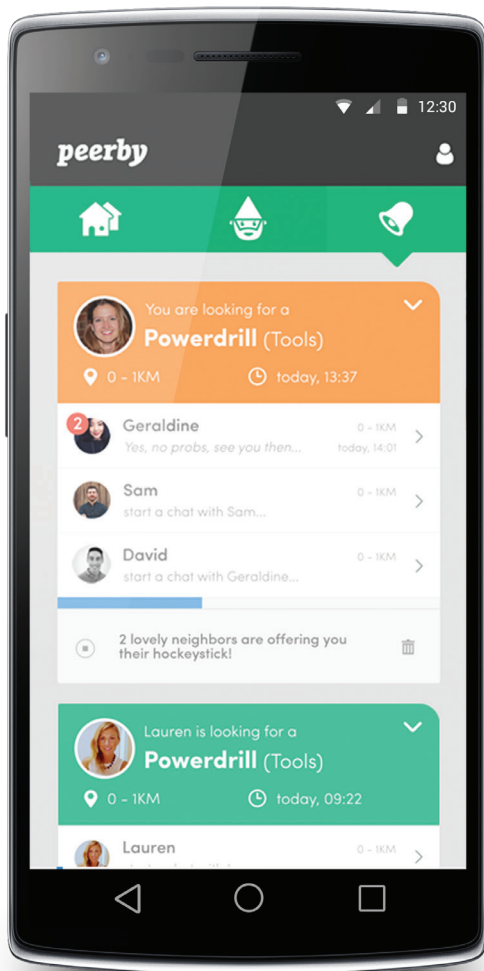 12:30
peerby
You are looking for a
Powerdrill (Tools)
0 - 1KM today, 13:37
2
Geraldine 0 - 1KM
Yes, no probs, see you then... today, 14:01
Sam 0 - 1KM
start a chat with Sam...
David 0 - 1KM
start a chat with Geraldine...
2 lovely neighbors are offering you
their hockeystick!
Lauren is looking for a
Powerdrill (Tools)
0 - 1KM today, 09:22
Lauren 0 - 1KM